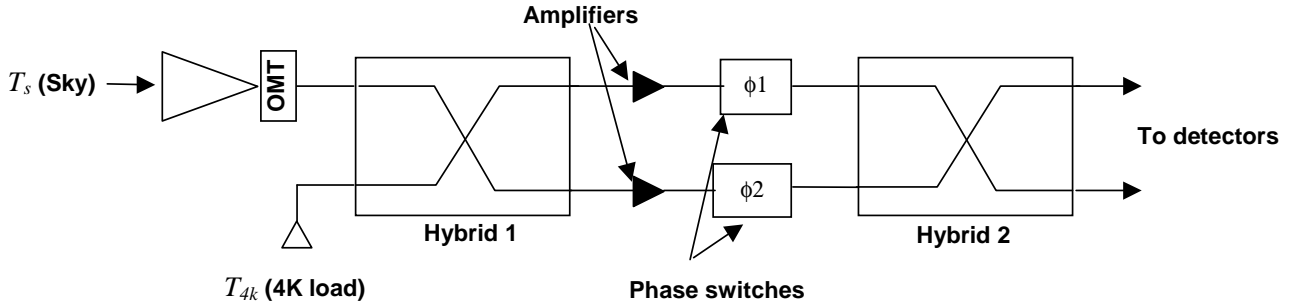 Amplifiers
Ts (Sky)
OMT
ϕ1
To detectors
ϕ2
Hybrid 1
Hybrid 2
T4k (4K load)
Phase switches